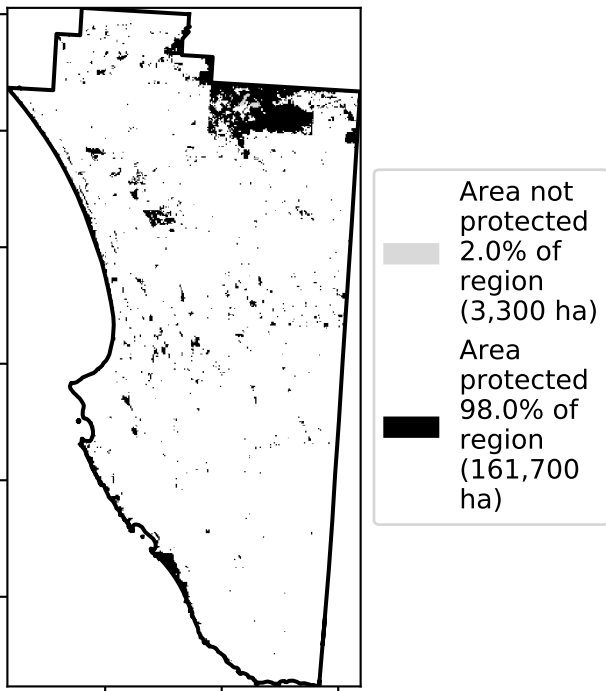 Area not
protected
2.0% of
region
(3,300 ha)
Area
protected
98.0% of
region
(161,700
ha)